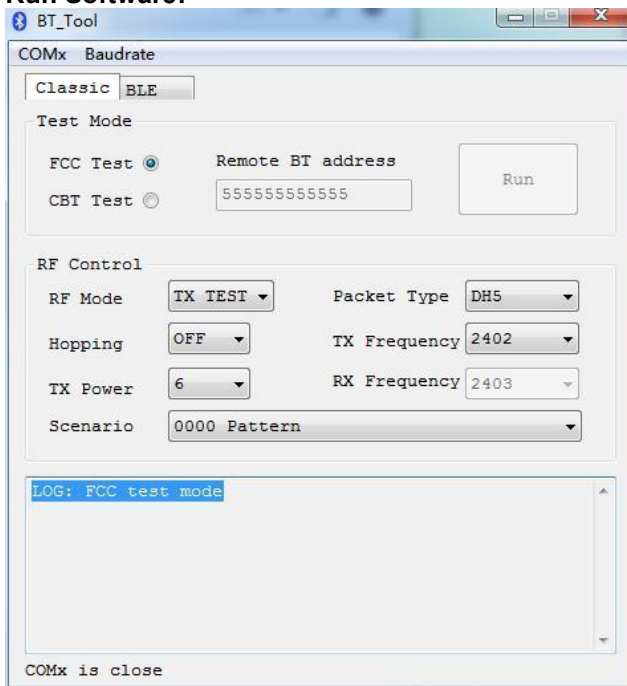 Run Software:
BT_Tool
COMx Baudrate
Classic BLE
Test Mode
FCC Test Remote BT address
Run
CBT Test 555555555555
RF Control
RF Mode TX TEST Packet Type DH5
Hopping OFF TX Frequency 2402
TX Power 6 RX Frequency 2403
Scenario 0000 Pattern
LOG: FCC test mode
COMx is close